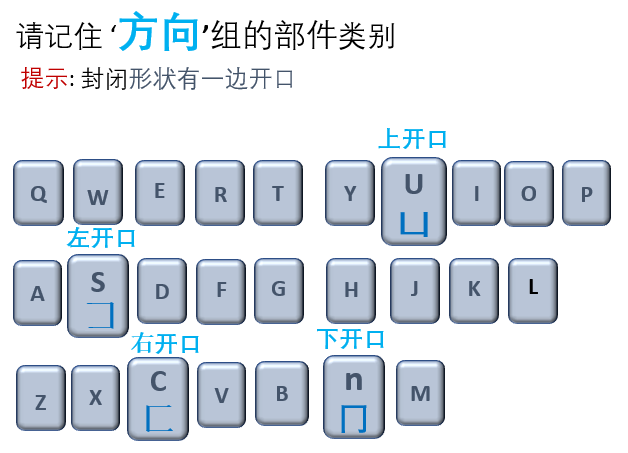 请记住 ‘方向’组的部件类别
提示: 封闭形状有一边开口
上开口
Q W E R T Y U I O P
凵
左开口
A S D F G H J K L
コ
右开口 下开口
Z X C V B n M
匚 冂